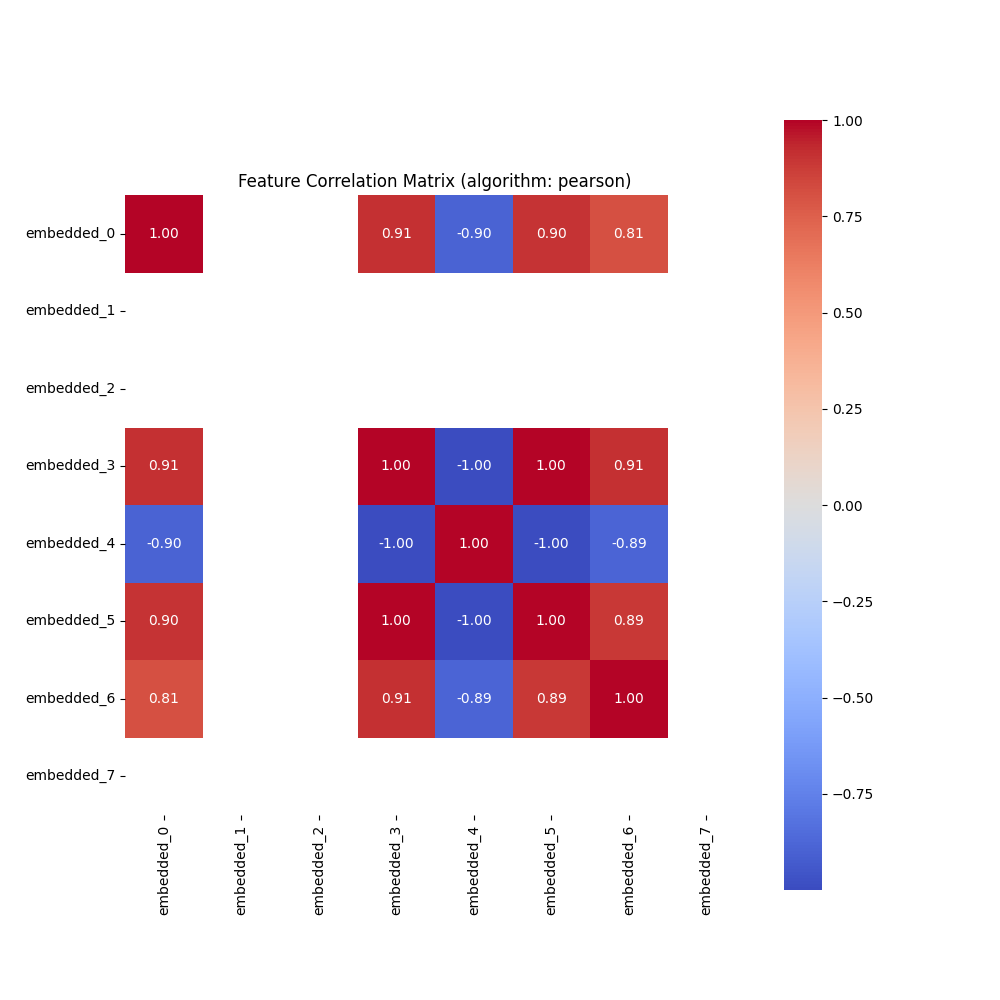 Feature Correlation Matrix (algorithm: pearson)
embedded_0 1.00 0.91 -0.90 0.90 0.81
embedded_1
embedded_2
embedded_3 0.91 1.00 -1.00 1.00 0.91
embedded_4 -0.90 -1.00 1.00 -1.00 -0.89
embedded_5 0.90 1.00 -1.00 1.00 0.89
embedded_6 0.81 0.91 -0.89 0.89 1.00
embedded_7
embedded_0
embedded_1
embedded_2
embedded_3
embedded_4
embedded_5
embedded_6
embedded_7
1.00
0.75
0.50
0.25
0.00
−0.25
−0.50
−0.75